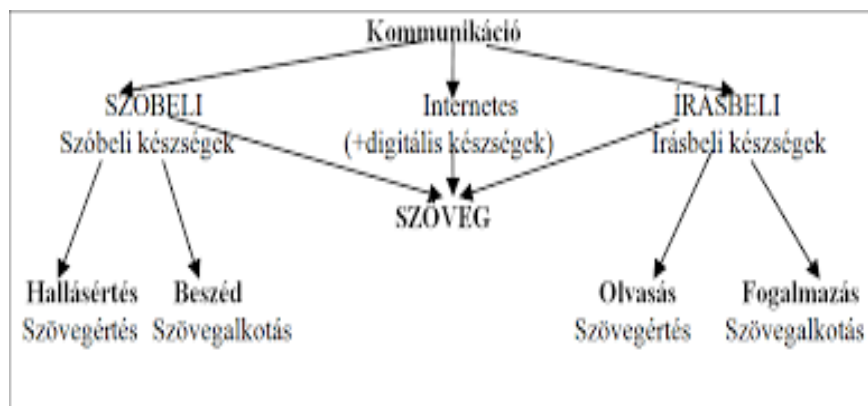 Kommunikáció
SZÓBELI Internetes ÍRÁSBELI
Szóbeli készségek (+digitális készségek) Írásbeli készségek
SZÖVEG
Hallásértés Beszéd Olvasás Fogalmazás
Szövegértés Szövegalkotás Szövegértés Szövegalkotás